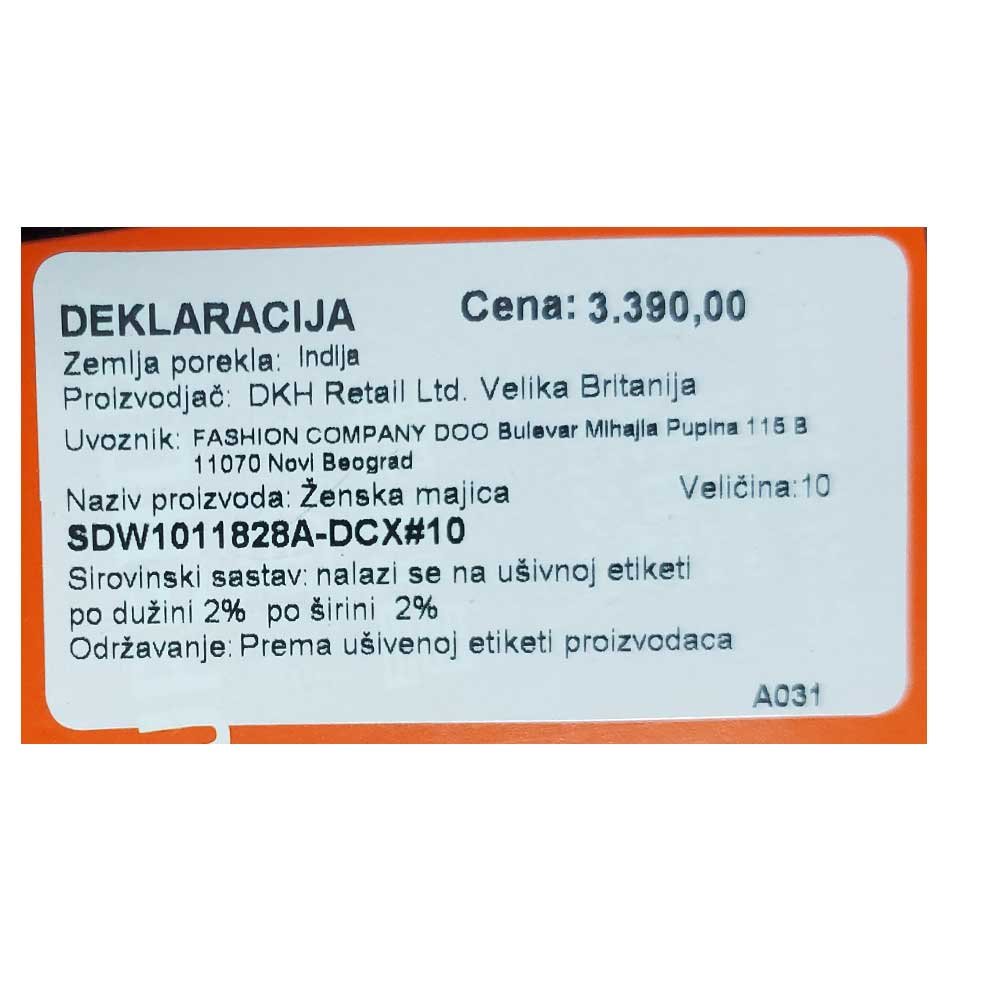 DEKLARACIJA Cena: 3.390,00
Zemlja porekla: Indija
Proizvodjač: DKH Retail Ltd. Velika Britanija
Uvoznik: FASHION COMPANY DOO Bulevar Mihajla Pupina 115 B
11070 Novi Beograd
Naziv proizvoda: Ženska majica Veličina:10
SDW1011828A-DCX#10
Sirovinski sastav: nalazi se na ušivnoj etiketi
po dužini 2% po širini 2%
Održavanje: Prema ušivenoj etiketi proizvodaca
A031